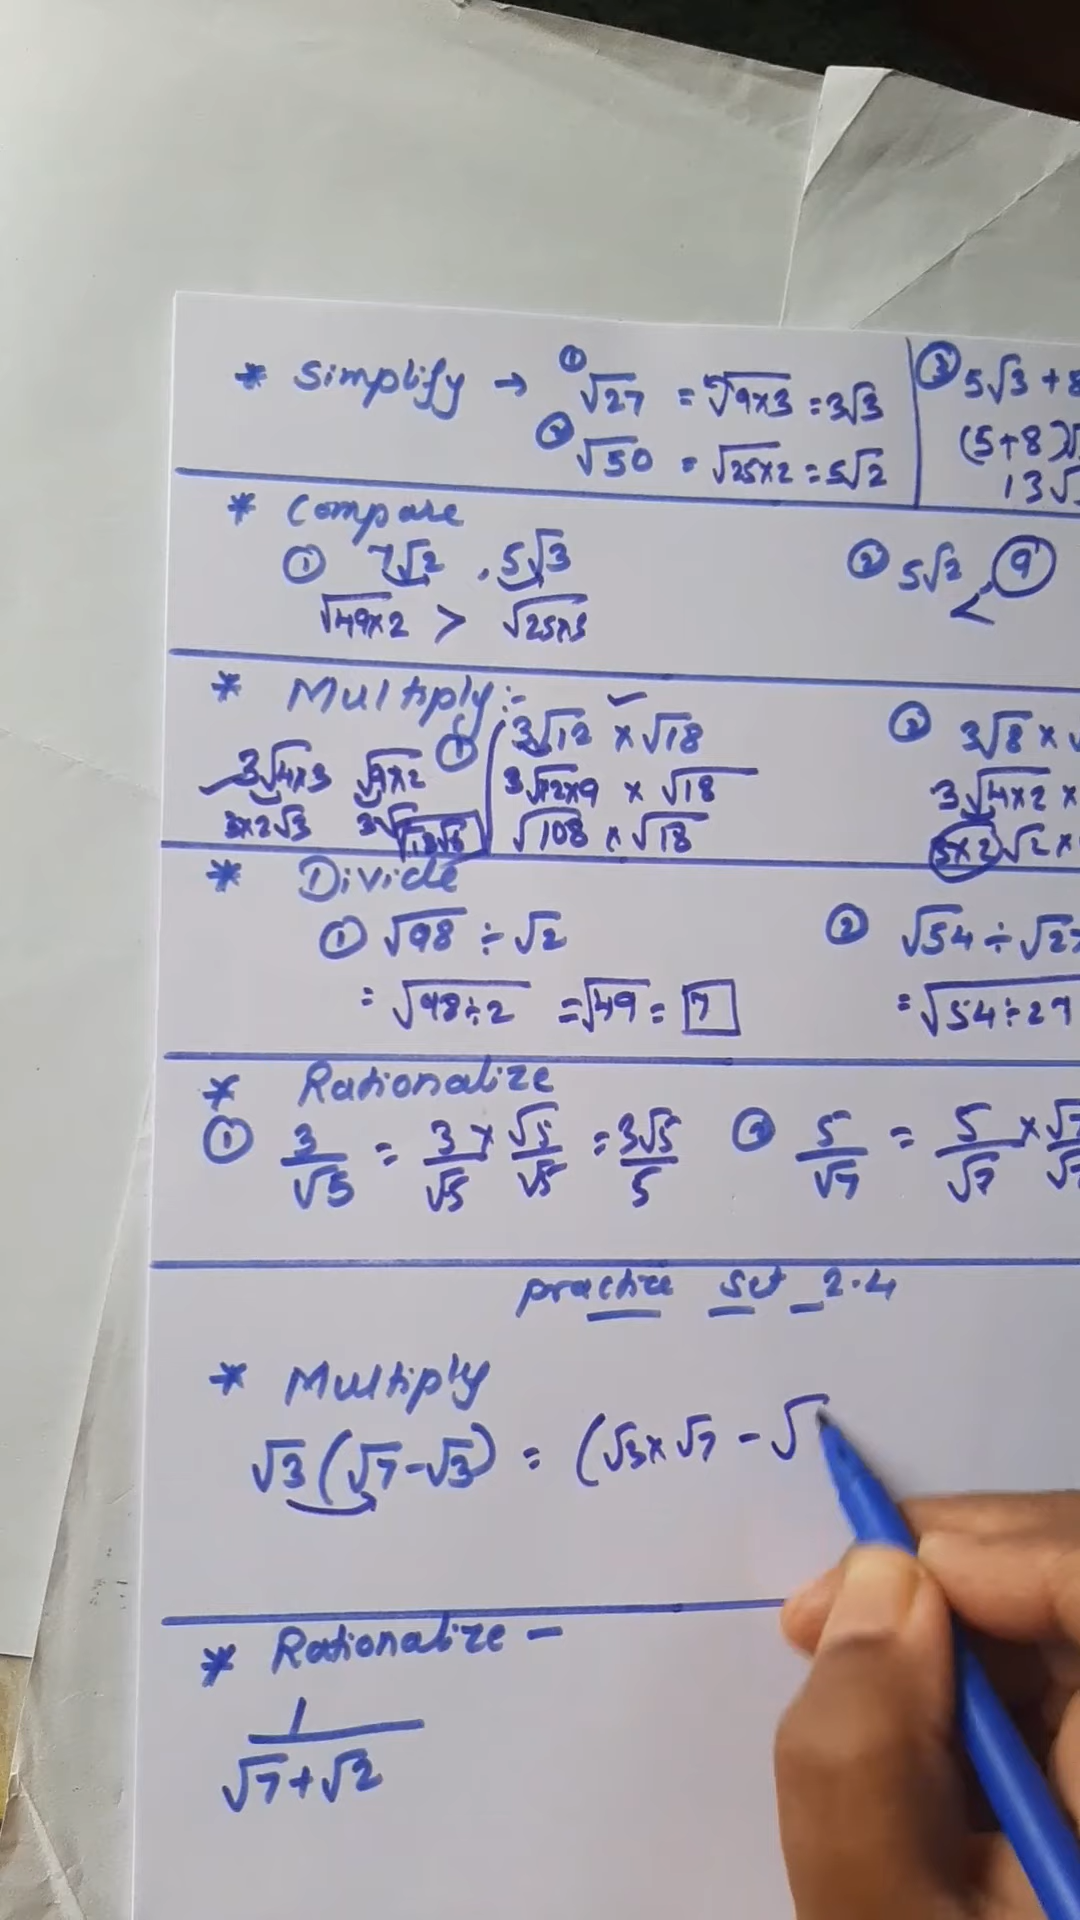 * Simplify → ① √27 = √9×3 = 3√3
② √50 = √25×2 = 5√2
③ 5√3 + 8
(5+8)√
13√
* Compare
① 7√2 , 5√3
√49×2 > √25×3
② 5√2 < 9
* Multiply:-
① 3√12 × √18
3√12×9 × √18
√108 × √18
3√4×3 √9×2
3×2√3 3√
② 3√8 × √
3√4×2 ×
(3×2)√2 ×
* Divide
① √98 ÷ √2
= √98÷2 = √49 = 7
② √54 ÷ √27
= √54÷27
* Rationalize
① 3/√5 = 3/√5 × √5/√5 = 3√5/5
② 5/√7 = 5/√7 × √7/√7
practice set 2.4
* Multiply
√3(√7-√3) = (√3×√7 - √
* Rationalize -
1
√7+√2